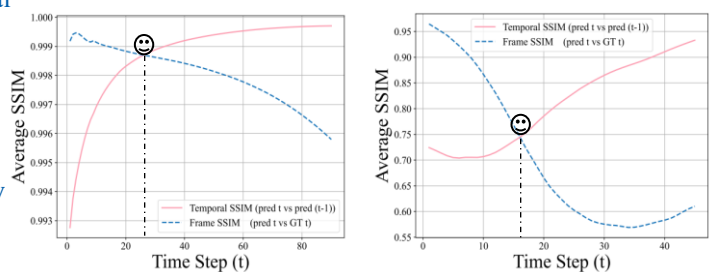 1.000
0.999
0.998
0.997
0.996
0.995
0.994
0.993
Average SSIM
Temporal SSIM (pred t vs pred (t-1))
Frame SSIM (pred t vs GT t)
0 20 40 60 80
Time Step (t)
0.95
0.90
0.85
0.80
0.75
0.70
0.65
0.60
0.55
Average SSIM
Temporal SSIM (pred t vs pred (t-1))
Frame SSIM (pred t vs GT t)
0 10 20 30 40
Time Step (t)